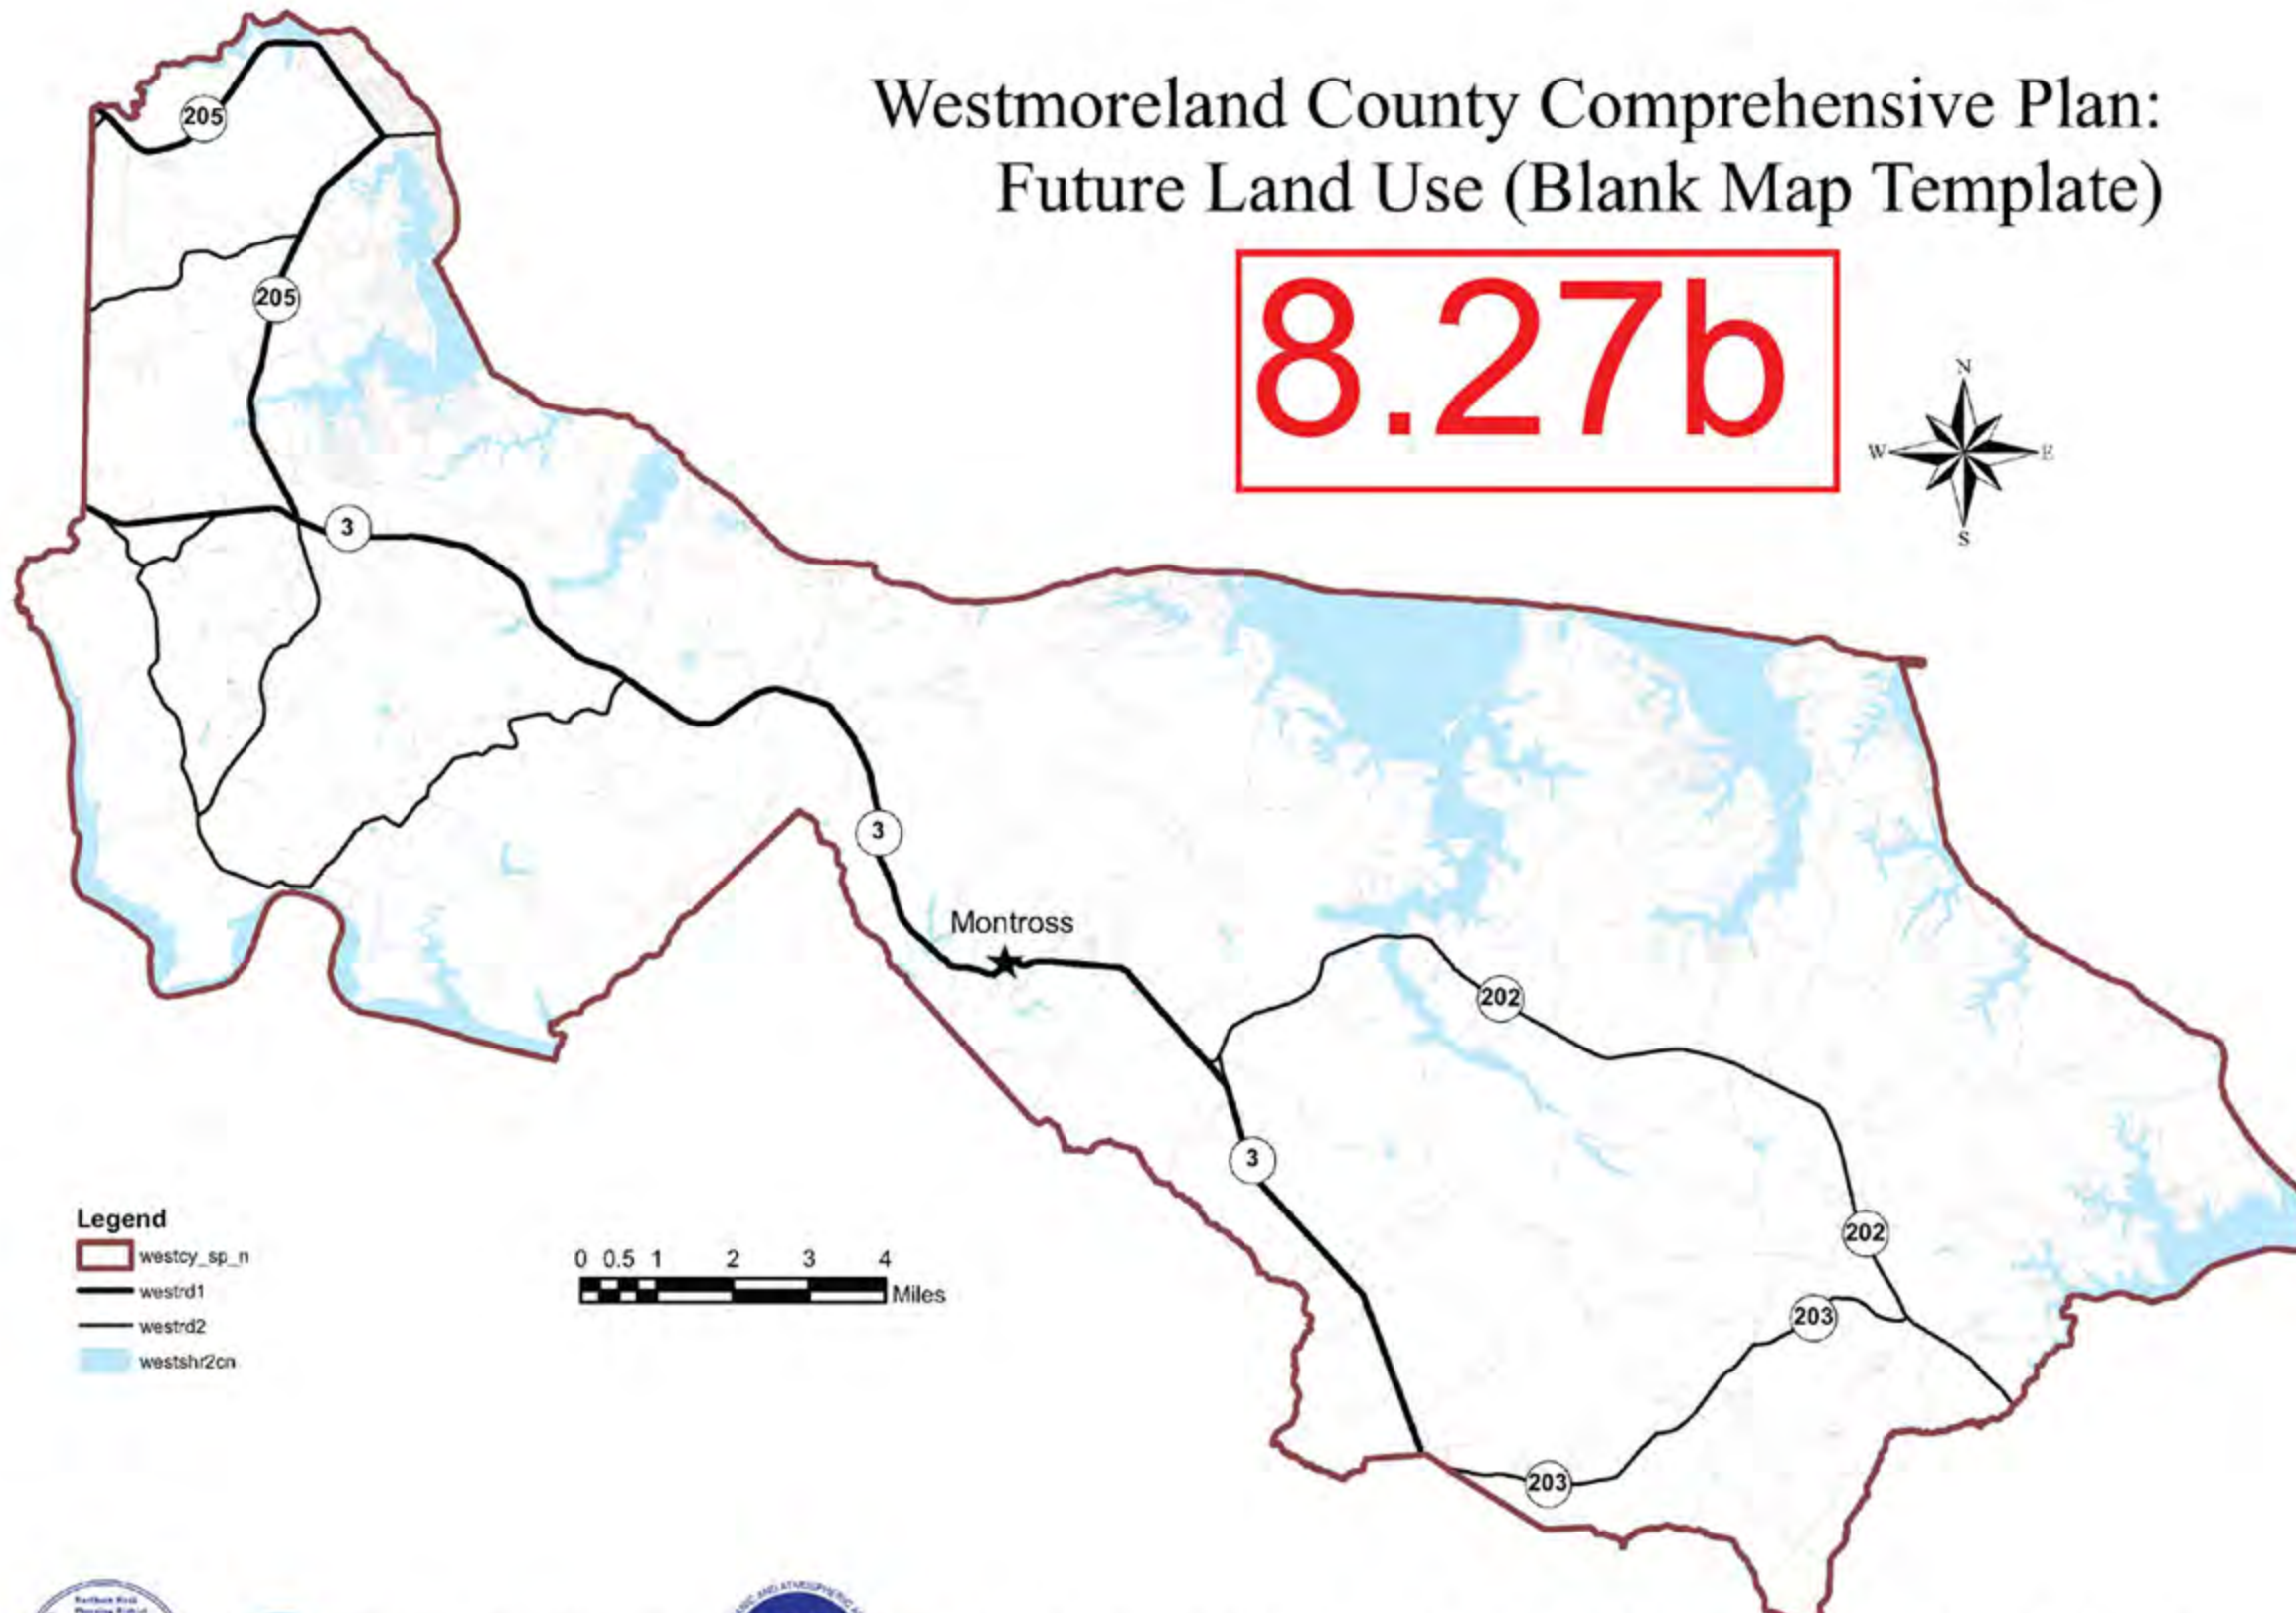 Westmoreland County Comprehensive Plan:
Future Land Use (Blank Map Template)
8.27b
N
W E
S
205
205
3
3
Montross
202
3
202
203
203
Legend
westcy_sp_n
westrd1
westrd2
westshr2cn
0 0.5 1 2 3 4
Miles